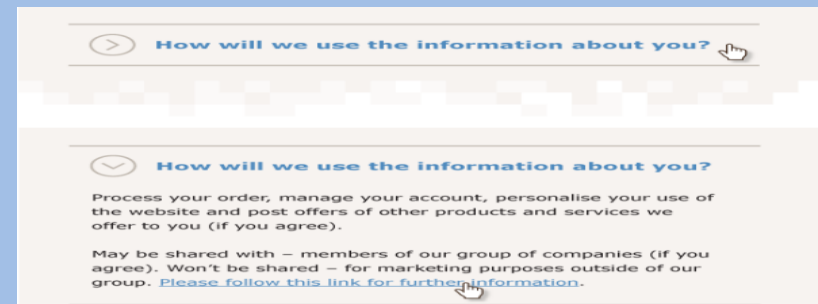 How will we use the information about you?
How will we use the information about you?
Process your order, manage your account, personalise your use of
the website and post offers of other products and services we
offer to you (if you agree).
May be shared with – members of our group of companies (if you
agree). Won't be shared – for marketing purposes outside of our
group. Please follow this link for further information.